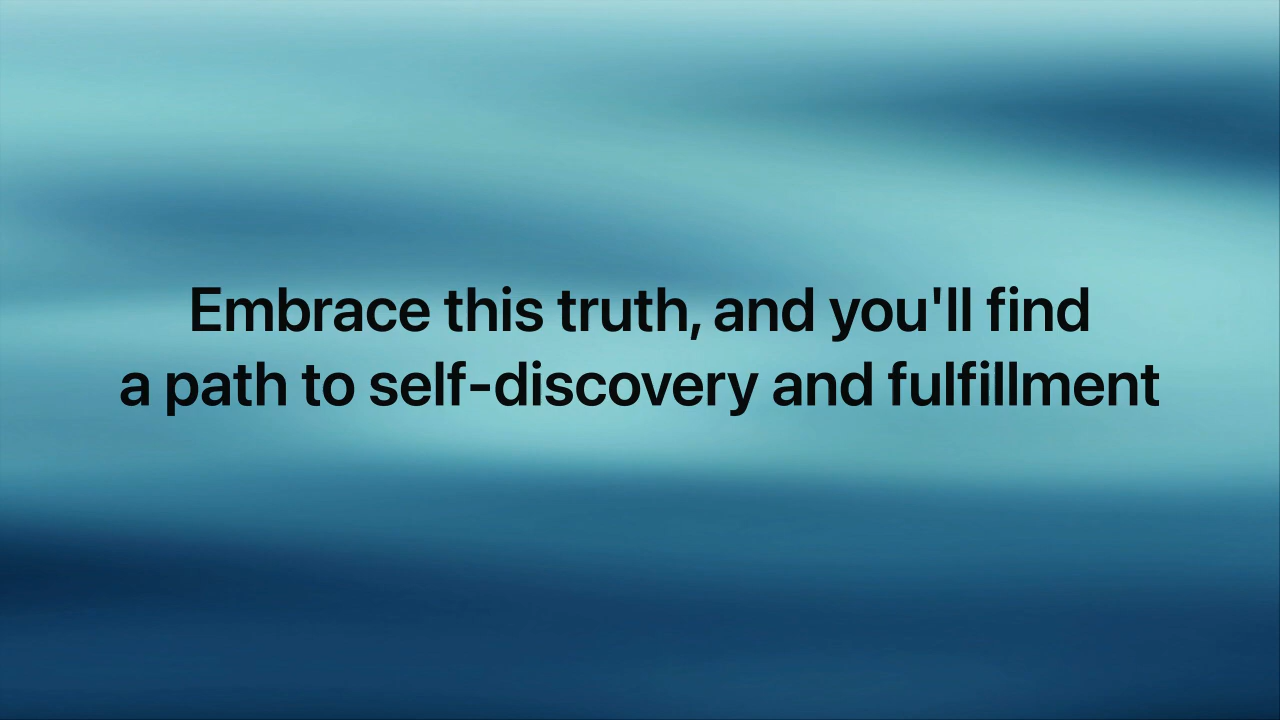 Embrace this truth, and you'll find
a path to self-discovery and fulfillment